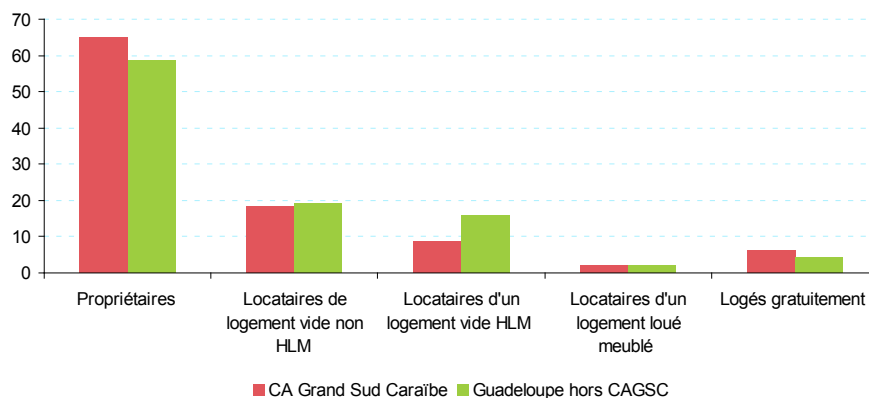 70
60
50
40
30
20
10
0
Propriétaires
Locataires de
logement vide non
HLM
Locataires d'un
logement vide HLM
Locataires d'un
logement loué
meublé
Logés gratuitement
CA Grand Sud Caraïbe
Guadeloupe hors CAGSC